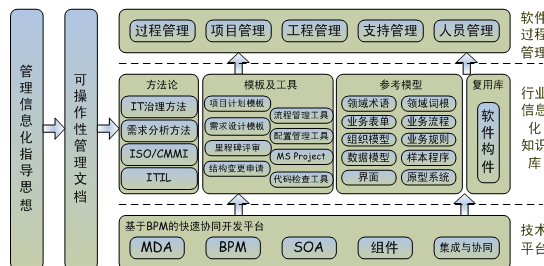 管理信息化指导思想
可操作性管理文档
过程管理
项目管理
工程管理
支持管理
人员管理
软件
过程
管理
方法论
IT治理方法
需求分析方法
ISO/CMMI
ITIL
模板及工具
项目计划模板
需求设计模板
里程碑评审
结构变更申请
流程管理工具
配置管理工具
MS Project
代码检查工具
参考模型
领域术语
领域词根
业务表单
业务流程
组织模型
业务规则
数据模型
样本程序
界面
原型系统
复用库
软件构件
行业
信息
化
知识
库
基于BPM的快速协同开发平台
MDA
BPM
SOA
组件
集成与协同
技术
平台